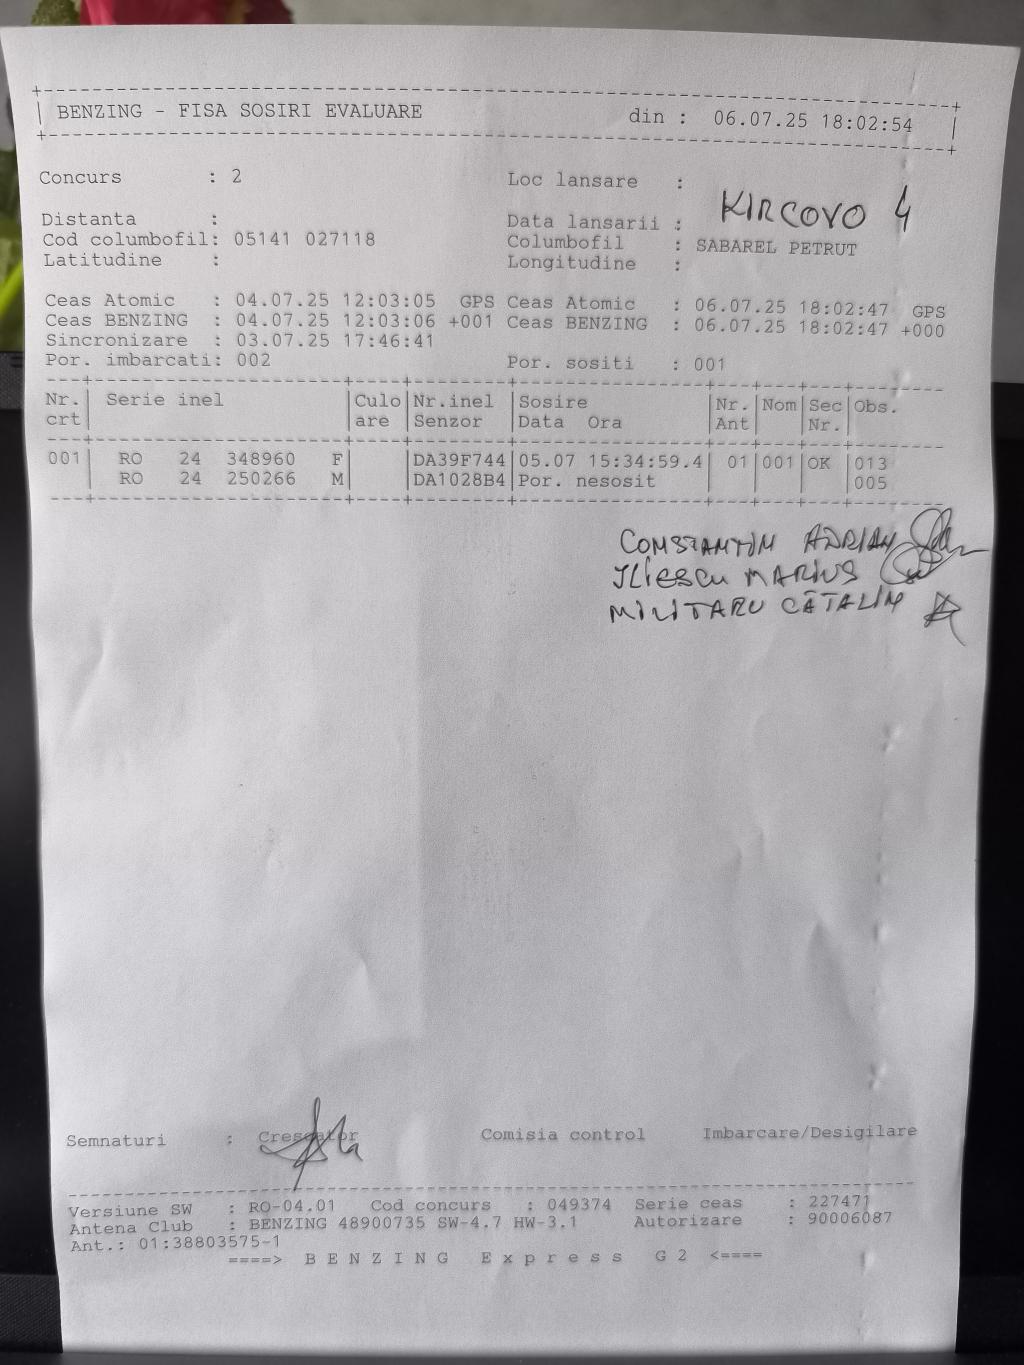 BENZING - FISA SOSIRI EVALUARE din : 06.07.25 18:02:54
Concurs : 2 Loc lansare :
KIRCOVO 4
Distanta : Data lansarii :
Cod columbofil: 05141 027118 Columbofil : SABAREL PETRUT
Latitudine : Longitudine :
Ceas Atomic : 04.07.25 12:03:05 GPS Ceas Atomic : 06.07.25 18:02:47 GPS
Ceas BENZING : 04.07.25 12:03:06 +001 Ceas BENZING : 06.07.25 18:02:47 +000
Sincronizare : 03.07.25 17:46:41
Por. imbarcati: 002 Por. sositi : 001
Nr. Serie inel Culo Nr.inel Sosire Nr. Nom Sec Obs.
crt are Senzor Data Ora Ant Nr.
001 RO 24 348960 F DA39F744 05.07 15:34:59.4 01 001 OK 013
RO 24 250266 M DA1028B4 Por. nesosit 005
CONSTANTIN ADRIAN
ILIESCU MARIUS
MILITARU CĂTALIN
Semnaturi : Crescator Comisia control Imbarcare/Desigilare
Versiune SW : RO-04.01 Cod concurs : 049374 Serie ceas : 227471
Antena Club : BENZING 48900735 SW-4.7 HW-3.1 Autorizare : 90006087
Ant.: 01:38803575-1
====> B E N Z I N G E x p r e s s G 2 <====